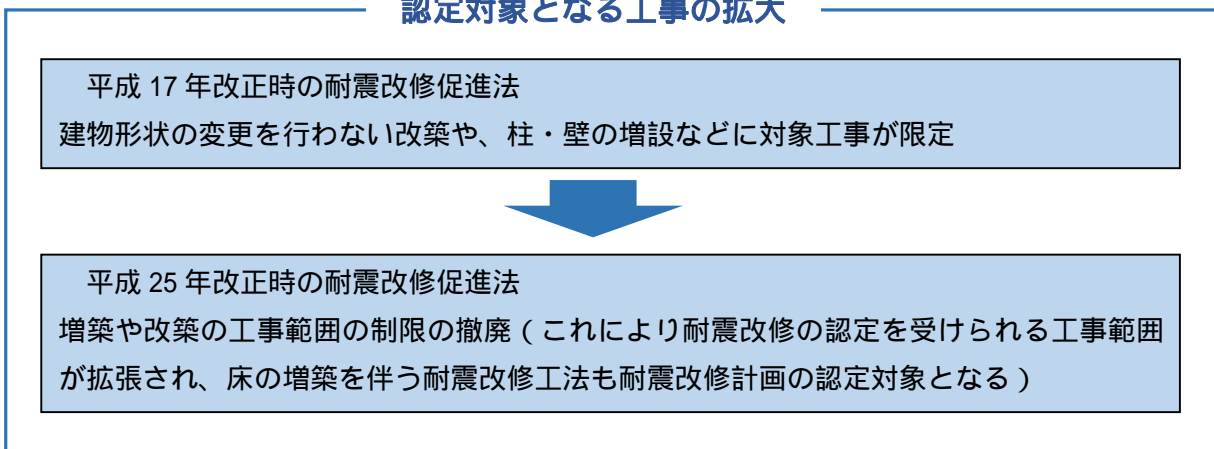 認定対象となる工事の拡大
平成 17 年改正時の耐震改修促進法
建物形状の変更を行わない改築や、柱・壁の増設などに対象工事が限定
平成 25 年改正時の耐震改修促進法
増築や改築の工事範囲の制限の撤廃（これにより耐震改修の認定を受けられる工事範囲
が拡張され、床の増築を伴う耐震改修工法も耐震改修計画の認定対象となる）